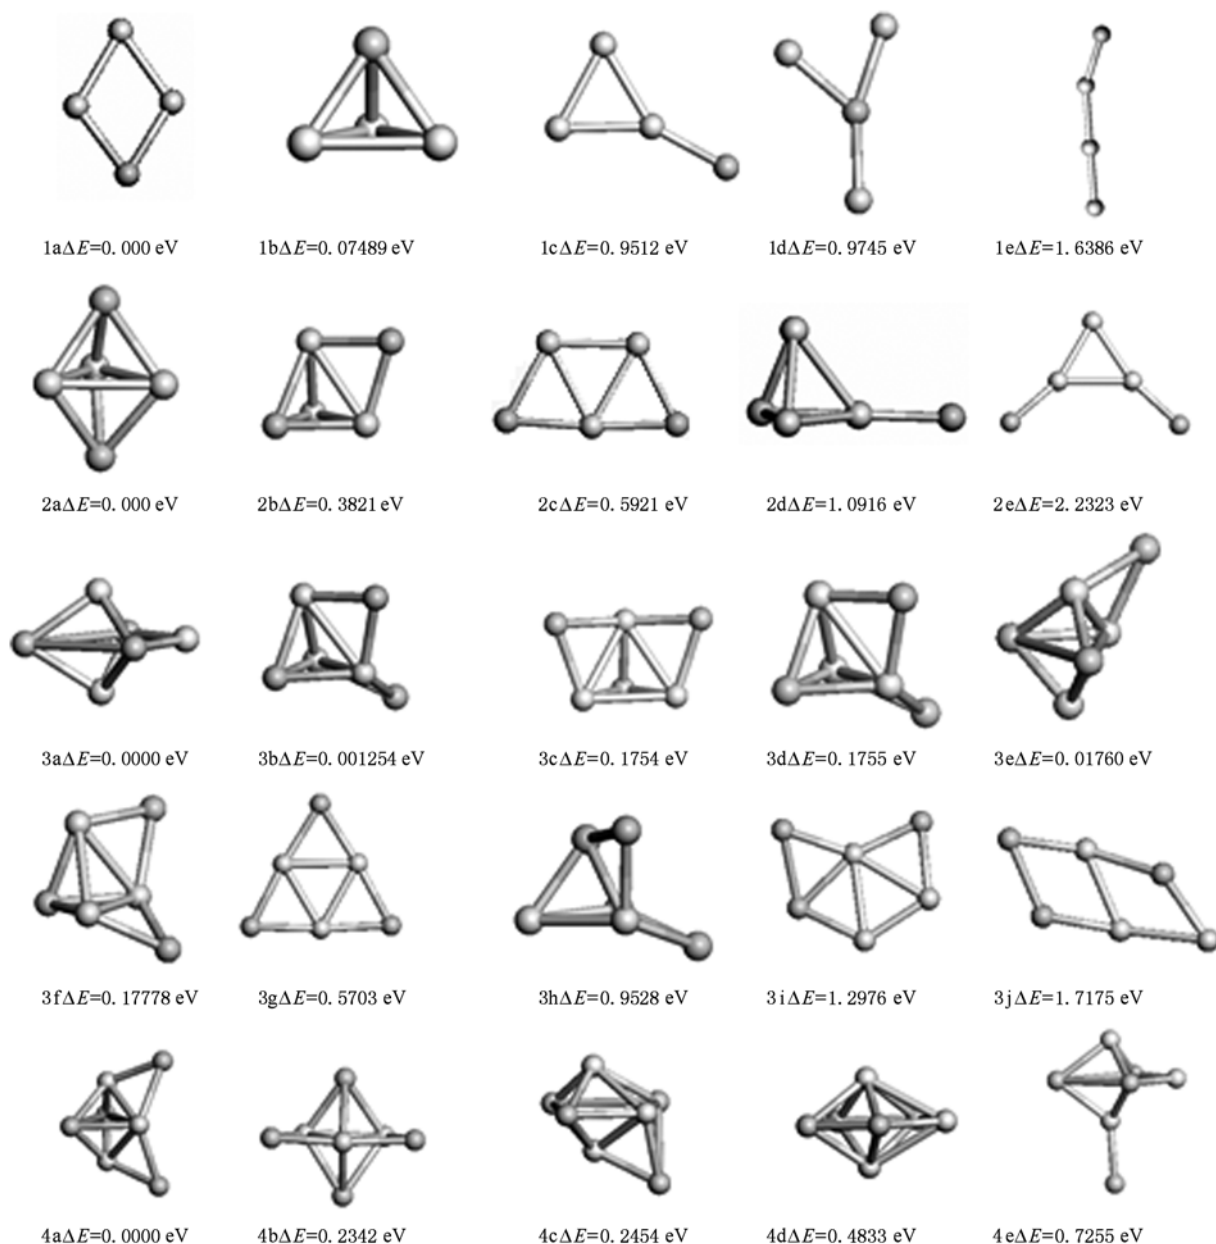 1aΔE=0.000 eV 1bΔE=0.07489 eV 1cΔE=0.9512 eV 1dΔE=0.9745 eV 1eΔE=1.6386 eV
2aΔE=0.000 eV 2bΔE=0.3821eV 2cΔE=0.5921 eV 2dΔE=1.0916 eV 2eΔE=2.2323 eV
3aΔE=0.0000 eV 3bΔE=0.001254 eV 3cΔE=0.1754 eV 3dΔE=0.1755 eV 3eΔE=0.01760 eV
3fΔE=0.17778 eV 3gΔE=0.5703 eV 3hΔE=0.9528 eV 3iΔE=1.2976 eV 3jΔE=1.7175 eV
4aΔE=0.0000 eV 4bΔE=0.2342 eV 4cΔE=0.2454 eV 4dΔE=0.4833 eV 4eΔE=0.7255 eV